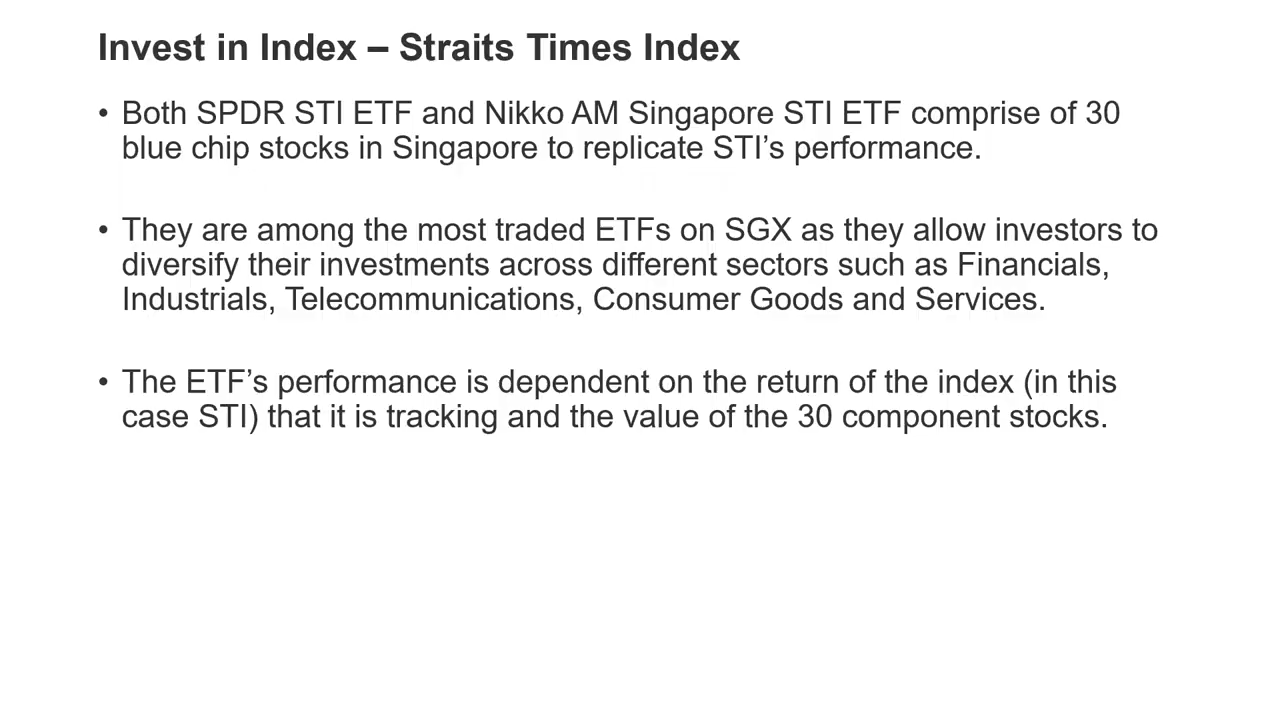 Invest in Index – Straits Times Index
• Both SPDR STI ETF and Nikko AM Singapore STI ETF comprise of 30
blue chip stocks in Singapore to replicate STI’s performance.
• They are among the most traded ETFs on SGX as they allow investors to
diversify their investments across different sectors such as Financials,
Industrials, Telecommunications, Consumer Goods and Services.
• The ETF’s performance is dependent on the return of the index (in this
case STI) that it is tracking and the value of the 30 component stocks.